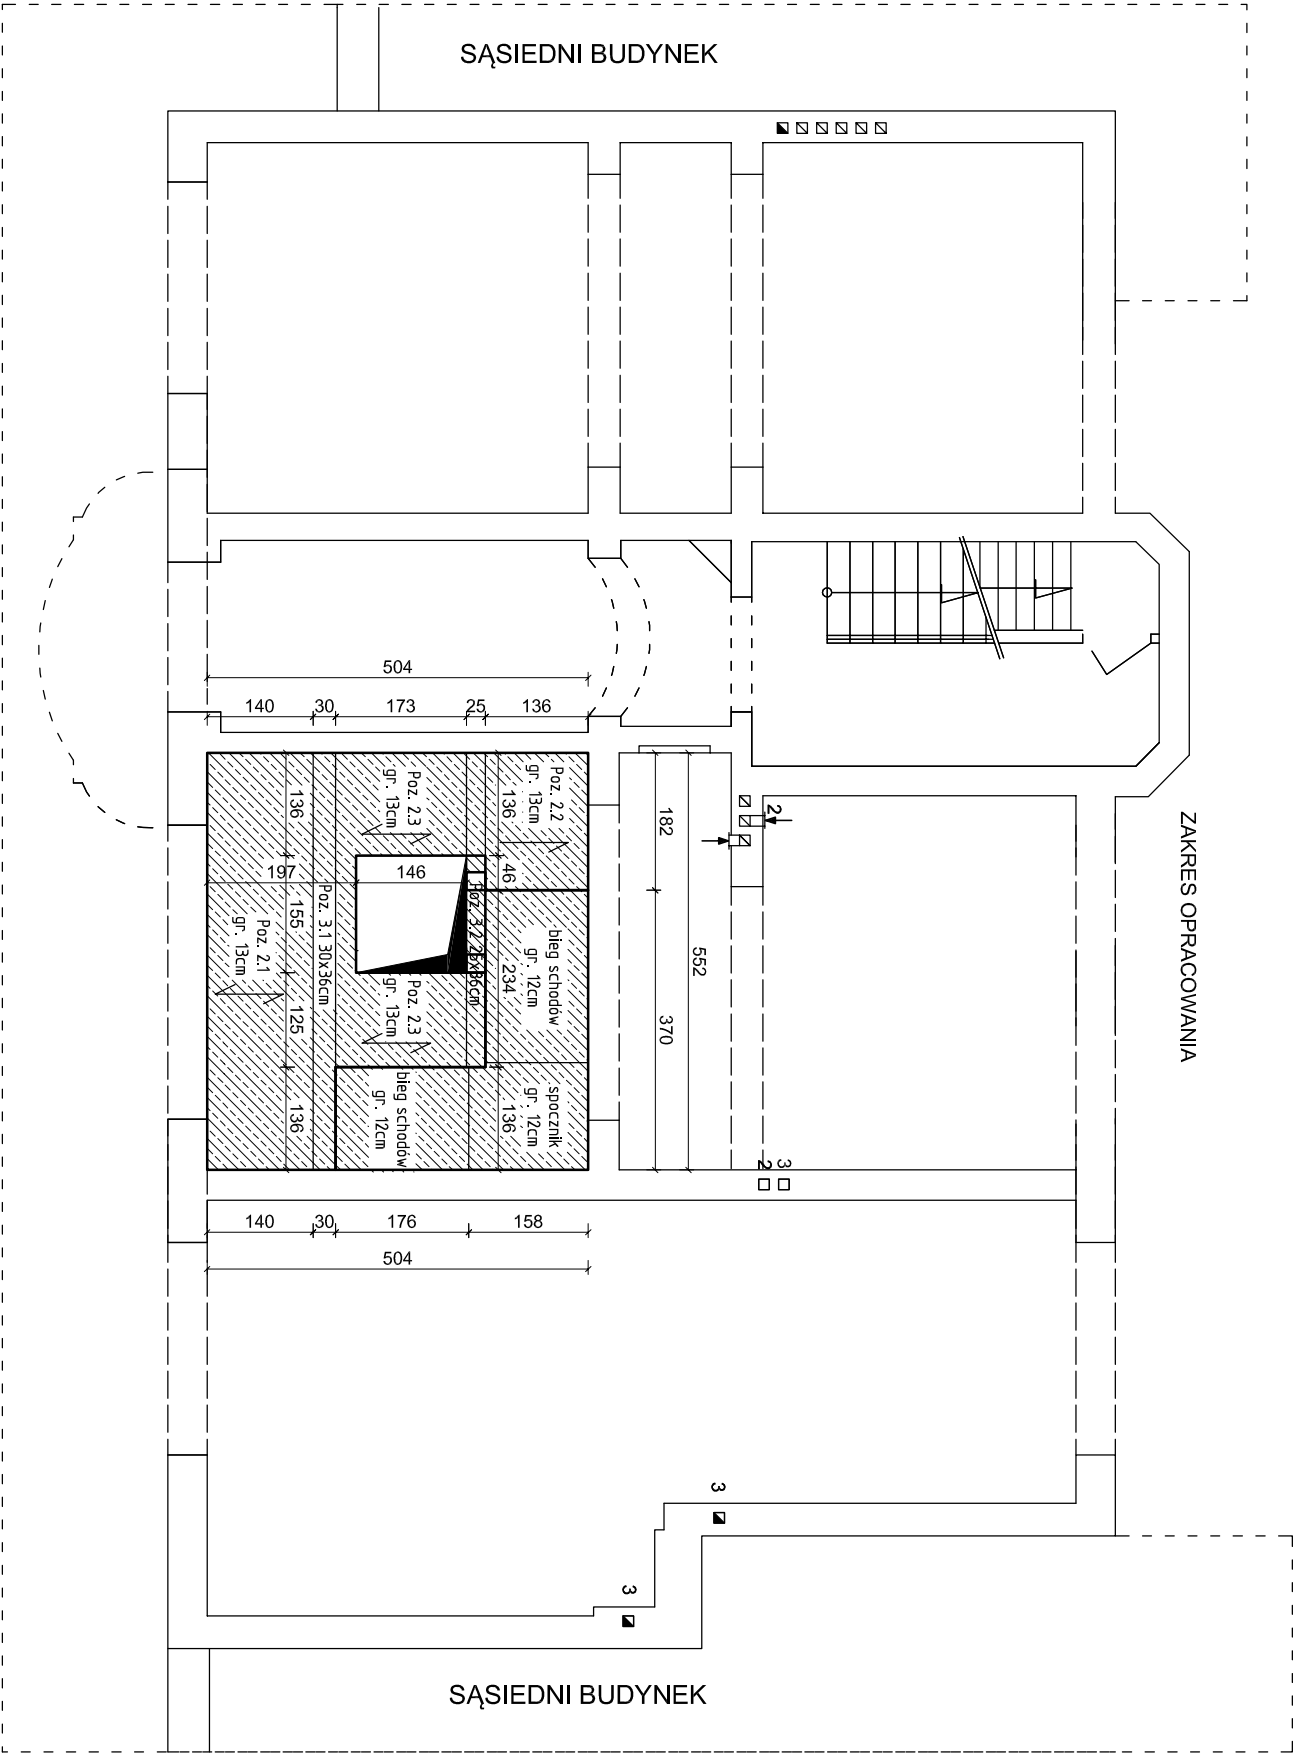 SĄSIEDNI BUDYNEK
504
140 30 173 25 136
Poz. 2.3
gr. 13cm
Poz. 2.2
gr. 13cm
136
136
182
2
197
146
46
155
Poz. 3.1 30x36cm
Poz. 3.2 25x36cm
Poz. 2.1
gr. 13cm
bieg schodów
gr. 12cm
234
552
370
125
Poz. 2.3
gr. 13cm
136
bieg schodów
gr. 12cm
136
spocznik
gr. 12cm
2
3
140 30 176 158
504
ZAKRES OPRACOWANIA
3
3
SĄSIEDNI BUDYNEK